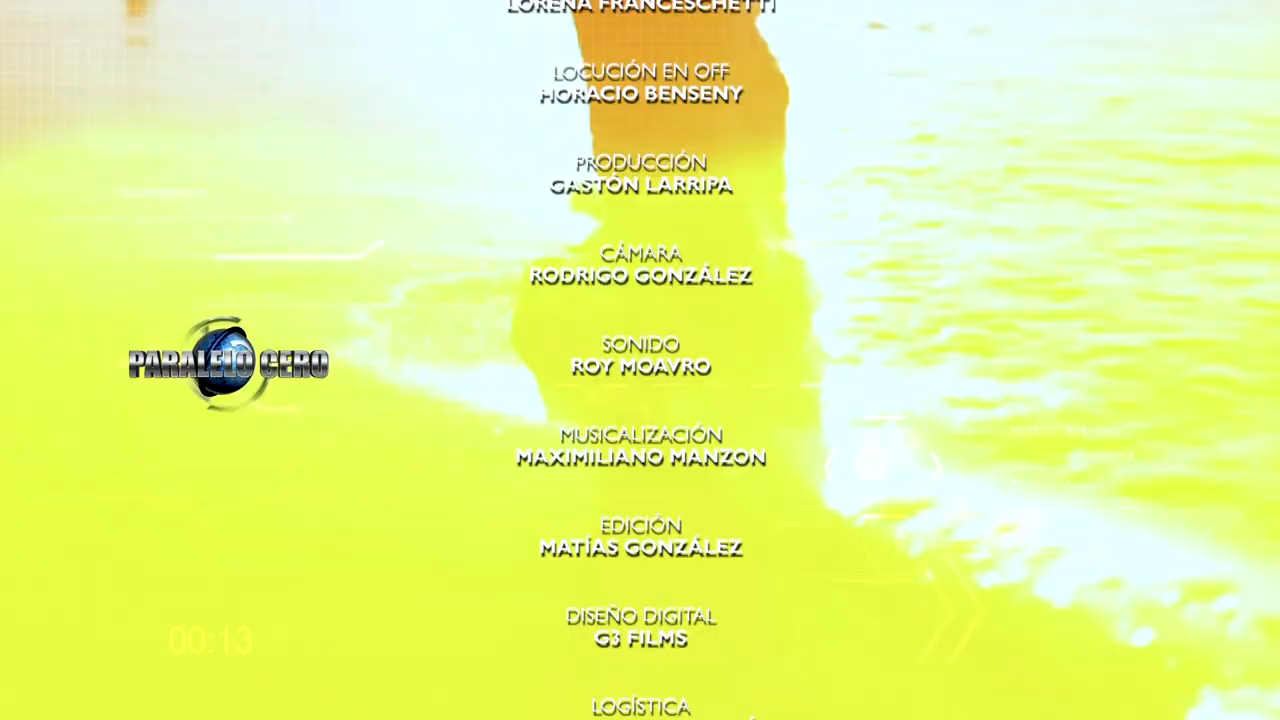 LORENA FRANCESCHETTI
LOCUCIÓN EN OFF
HORACIO BENSENY
PRODUCCIÓN
GASTÓN LARRIPA
CÁMARA
RODRIGO GONZÁLEZ
SONIDO
ROY MOAVRO
MUSICALIZACIÓN
MAXIMILIANO MANZON
EDICIÓN
MATÍAS GONZÁLEZ
DISEÑO DIGITAL
G3 FILMS
LOGÍSTICA
PARALELO CERO
00:13